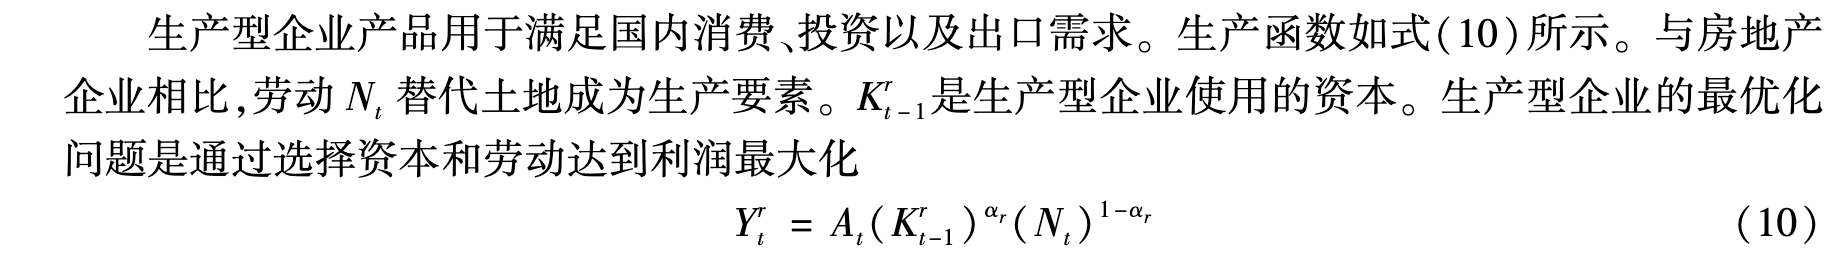 生产型企业产品用于满足国内消费、投资以及出口需求。生产函数如式(10)所示。与房地产
企业相比,劳动 $N_t$ 替代土地成为生产要素。$K_{t-1}^r$是生产型企业使用的资本。生产型企业的最优化
问题是通过选择资本和劳动达到利润最大化
$Y_t^r = A_t(K_{t-1}^r)^{\alpha_r}(N_t)^{1-\alpha_r}$ (10)